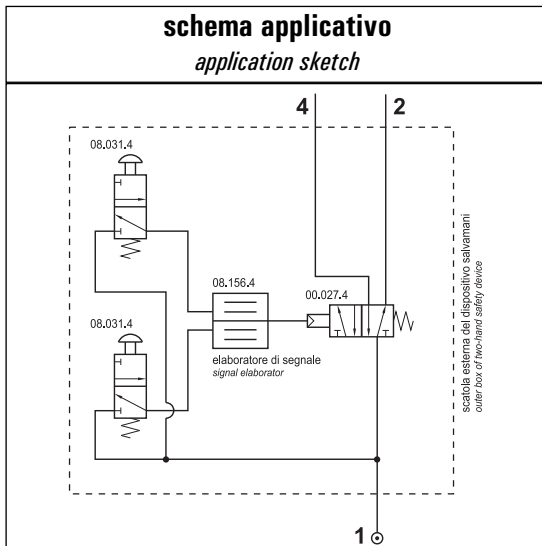 schema applicativo
application sketch
4
2
08.031.4
08.156.4
00.027.4
08.031.4
elaboratore di segnale
signal elaborator
scatola esterna del dispositivo salvamani
outer box of two-hand safety device
1